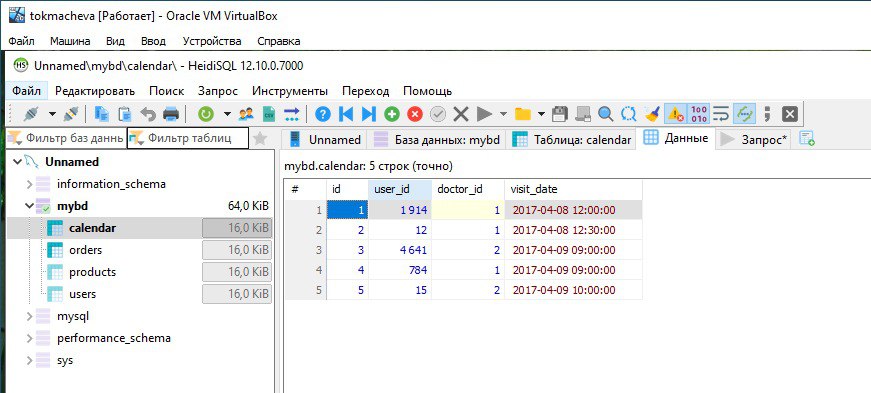 tokmacheva [Работает] - Oracle VM VirtualBox
Файл Машина Вид Ввод Устройства Справка
Unnamed\mybd\calendar\ - HeidiSQL 12.10.0.7000
Файл Редактировать Поиск Запрос Инструменты Переход Помощь
Фильтр баз данн Фильтр таблиц
Unnamed База данных: mybd Таблица: calendar Данные Запрос*
Unnamed
information_schema
mybd 64,0 KiB
calendar 16,0 KiB
orders 16,0 KiB
products 16,0 KiB
users 16,0 KiB
mysql
performance_schema
sys
mybd.calendar: 5 строк (точно)
# id user_id doctor_id visit_date
1 1 1 914 1 2017-04-08 12:00:00
2 2 12 1 2017-04-08 12:30:00
3 3 4 641 2 2017-04-09 09:00:00
4 4 784 1 2017-04-09 09:00:00
5 5 15 2 2017-04-09 10:00:00